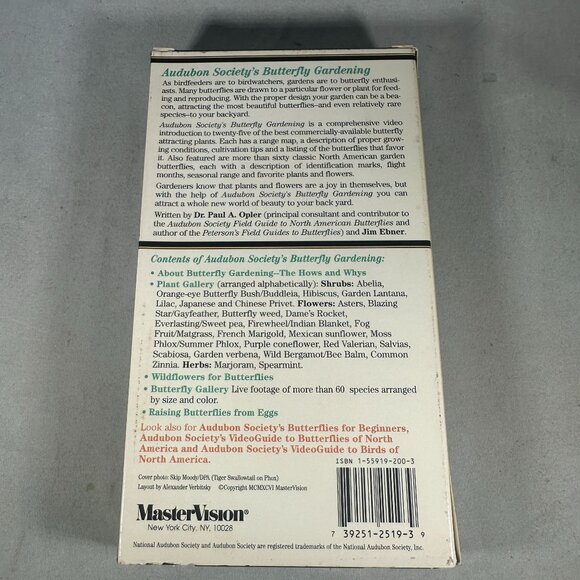 Audubon Society's Butterfly Gardening
As birdfeeders are to birdwatchers, gardens are to butterfly enthusi-
asts. Many butterflies are drawn to a particular flower or plant for feed-
ing and reproducing. With the proper design your garden can be a bea-
con, attracting the most beautiful butterflies—and even relatively rare
species—to your backyard.
Audubon Society's Butterfly Gardening is a comprehensive video
introduction to twenty-five of the best commercially-available butterfly
attracting plants. Each has a range map, a description of proper grow-
ing conditions, cultivation tips and a listing of the butterflies that favor
it. Also featured are more than sixty classic North American garden
butterflies, each with a description of identification marks, flight
months, seasonal range and favorite plants and flowers.
Gardeners know that plants and flowers are a joy in themselves, but
with the help of Audubon Society's Butterfly Gardening you can
attract a whole new world of beauty to your back yard.
Written by Dr. Paul A. Opler (principal consultant and contributor to
the Audubon Society Field Guide to North American Butterflies and
author of the Peterson's Field Guides to Butterflies) and Jim Ebner.
Contents of Audubon Society's Butterfly Gardening:
• About Butterfly Gardening—The Hows and Whys
• Plant Gallery (arranged alphabetically): Shrubs: Abelia,
Orange-eye Butterfly Bush/Buddleia, Hibiscus, Garden Lantana,
Lilac, Japanese and Chinese Privet. Flowers: Asters, Blazing
Star/Gayfeather, Butterfly weed, Dame's Rocket,
Everlasting/Sweet pea, Firewheel/Indian Blanket, Fog
Fruit/Matgrass, French Marigold, Mexican sunflower, Moss
Phlox/Summer Phlox, Purple coneflower, Red Valerian, Salvias,
Scabiosa, Garden verbena, Wild Bergamot/Bee Balm, Common
Zinnia. Herbs: Marjoram, Spearmint.
• Wildflowers for Butterflies
• Butterfly Gallery Live footage of more than 60 species arranged
by size and color.
• Raising Butterflies from Eggs
Look also for Audubon Society's Butterflies for Beginners,
Audubon Society's VideoGuide to Butterflies of North
America and Audubon Society's VideoGuide to Birds of
North America.
ISBN 1-55919-200-3
Cover photo: Skip Moody/DPA (Tiger Swallowtail on Phlox)
Layout by Alexander Verbitsky ©Copyright MCMXCVI MasterVision
MasterVision®
New York City, NY, 10028
7 39251-2519-3 9
National Audubon Society and Audubon Society are registered trademarks of the National Audubon Society, Inc.